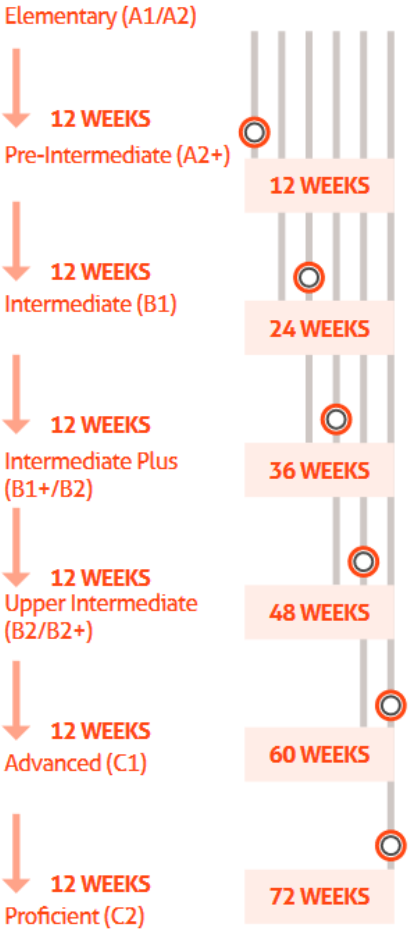 Elementary (A1/A2)
12 WEEKS
Pre-Intermediate (A2+)
12 WEEKS
12 WEEKS
Intermediate (B1)
24 WEEKS
12 WEEKS
Intermediate Plus
(B1+/B2)
36 WEEKS
12 WEEKS
Upper Intermediate
(B2/B2+)
48 WEEKS
12 WEEKS
Advanced (C1)
60 WEEKS
12 WEEKS
Proficient (C2)
72 WEEKS